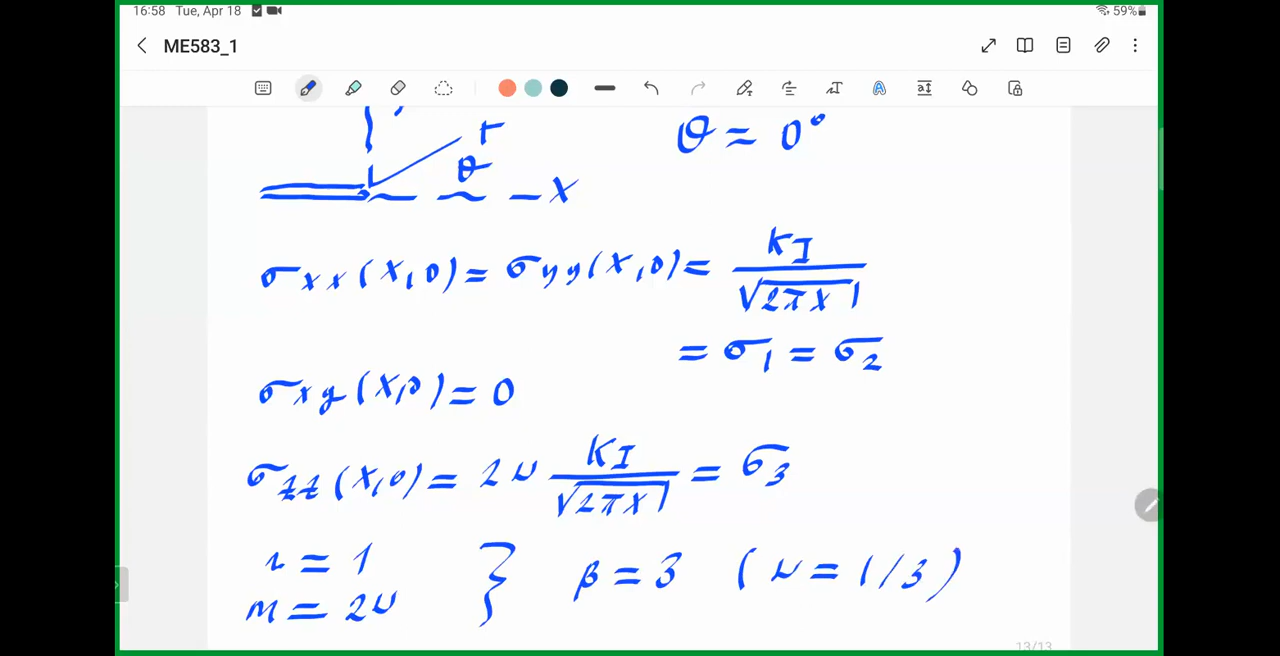 16:58 Tue, Apr 18 59%
ME583_1
r θ ≈ 0°
θ
x
σxx(x,0) = σyy(x,0) = KI / √2πx
= σ1 = σ2
σxy(x,0) = 0
σzz(x,0) = 2ν KI / √2πx = σ3
n = 1
m = 2ν } β = 3 (ν = 1/3)
13/13